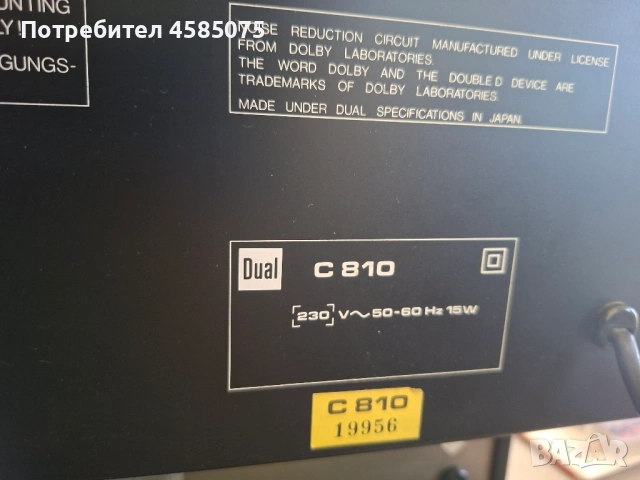 UNTING
LY!
Потребител 4585075
GUNGS-
NOISE REDUCTION CIRCUIT MANUFACTURED UNDER LICENSE
FROM DOLBY LABORATORIES.
THE WORD DOLBY AND THE DOUBLE D DEVICE ARE
TRADEMARKS OF DOLBY LABORATORIES.
MADE UNDER DUAL SPECIFICATIONS IN JAPAN.
Dual C 810
[230] V~50-60 Hz 15W
C 810
19956
BAZAR